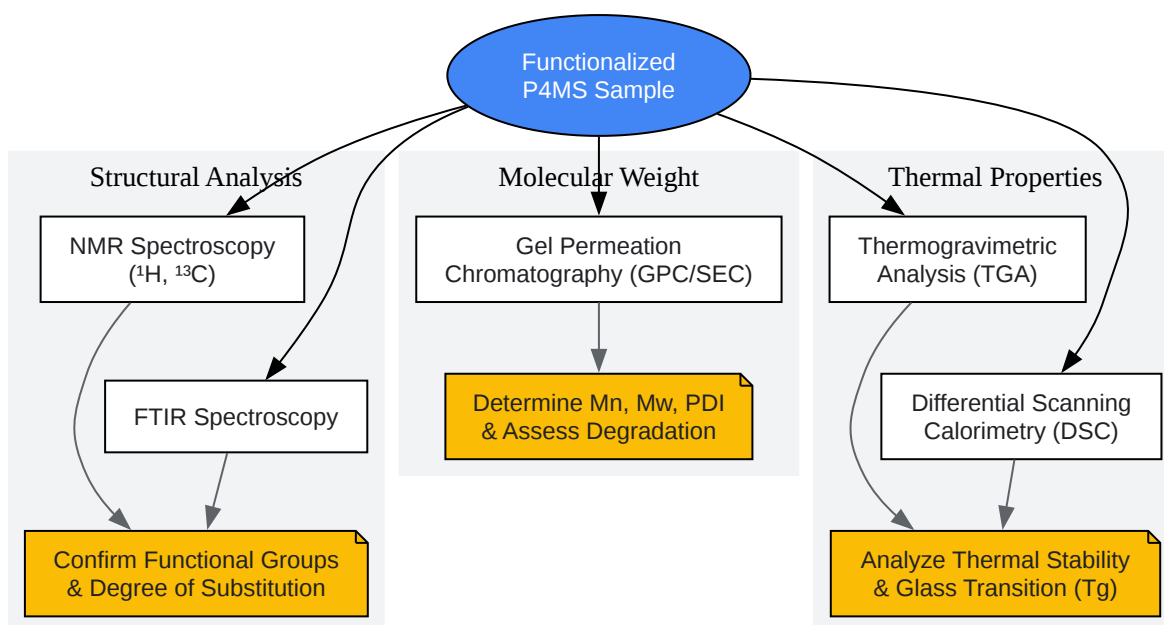 Functionalized
P4MS Sample
Structural Analysis
Molecular Weight
Thermal Properties
NMR Spectroscopy
(¹H, ¹³C)
Gel Permeation
Chromatography (GPC/SEC)
Thermogravimetric
Analysis (TGA)
FTIR Spectroscopy
Determine Mn, Mw, PDI
& Assess Degradation
Differential Scanning
Calorimetry (DSC)
Confirm Functional Groups
& Degree of Substitution
Analyze Thermal Stability
& Glass Transition (Tg)